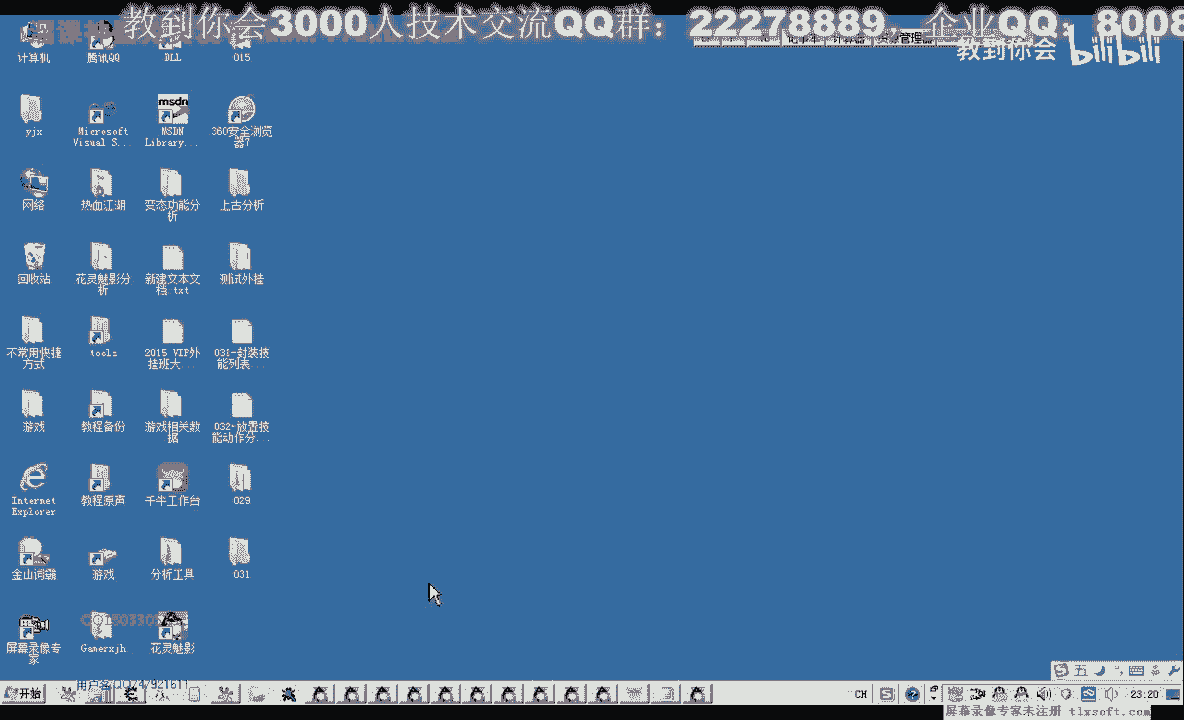 教到你会3000人技术交流QQ群：22278889 企业QQ：8008
教到你会 bilibili
计算机
腾讯QQ
DLL
015
yjx
Microsoft Visual S...
MSDN Library...
360安全浏览器7
网络
热血江湖
变态功能分析
上古分析
回收站
花灵魅影分析
新建文本文档.txt
测试外挂
不常用快捷方式
tools
2015 VIP外挂班大...
031-封装技能列表...
游戏
教程备份
游戏相关数据
032-放置技能动作分...
Internet Explorer
教程原声
千牛工作台
029
金山词霸
游戏
分析工具
031
屏幕录像专家
Gamerxjh
花灵魅影
开始
CH
五
23:20
屏幕录像专家未注册 tlxsoft.com